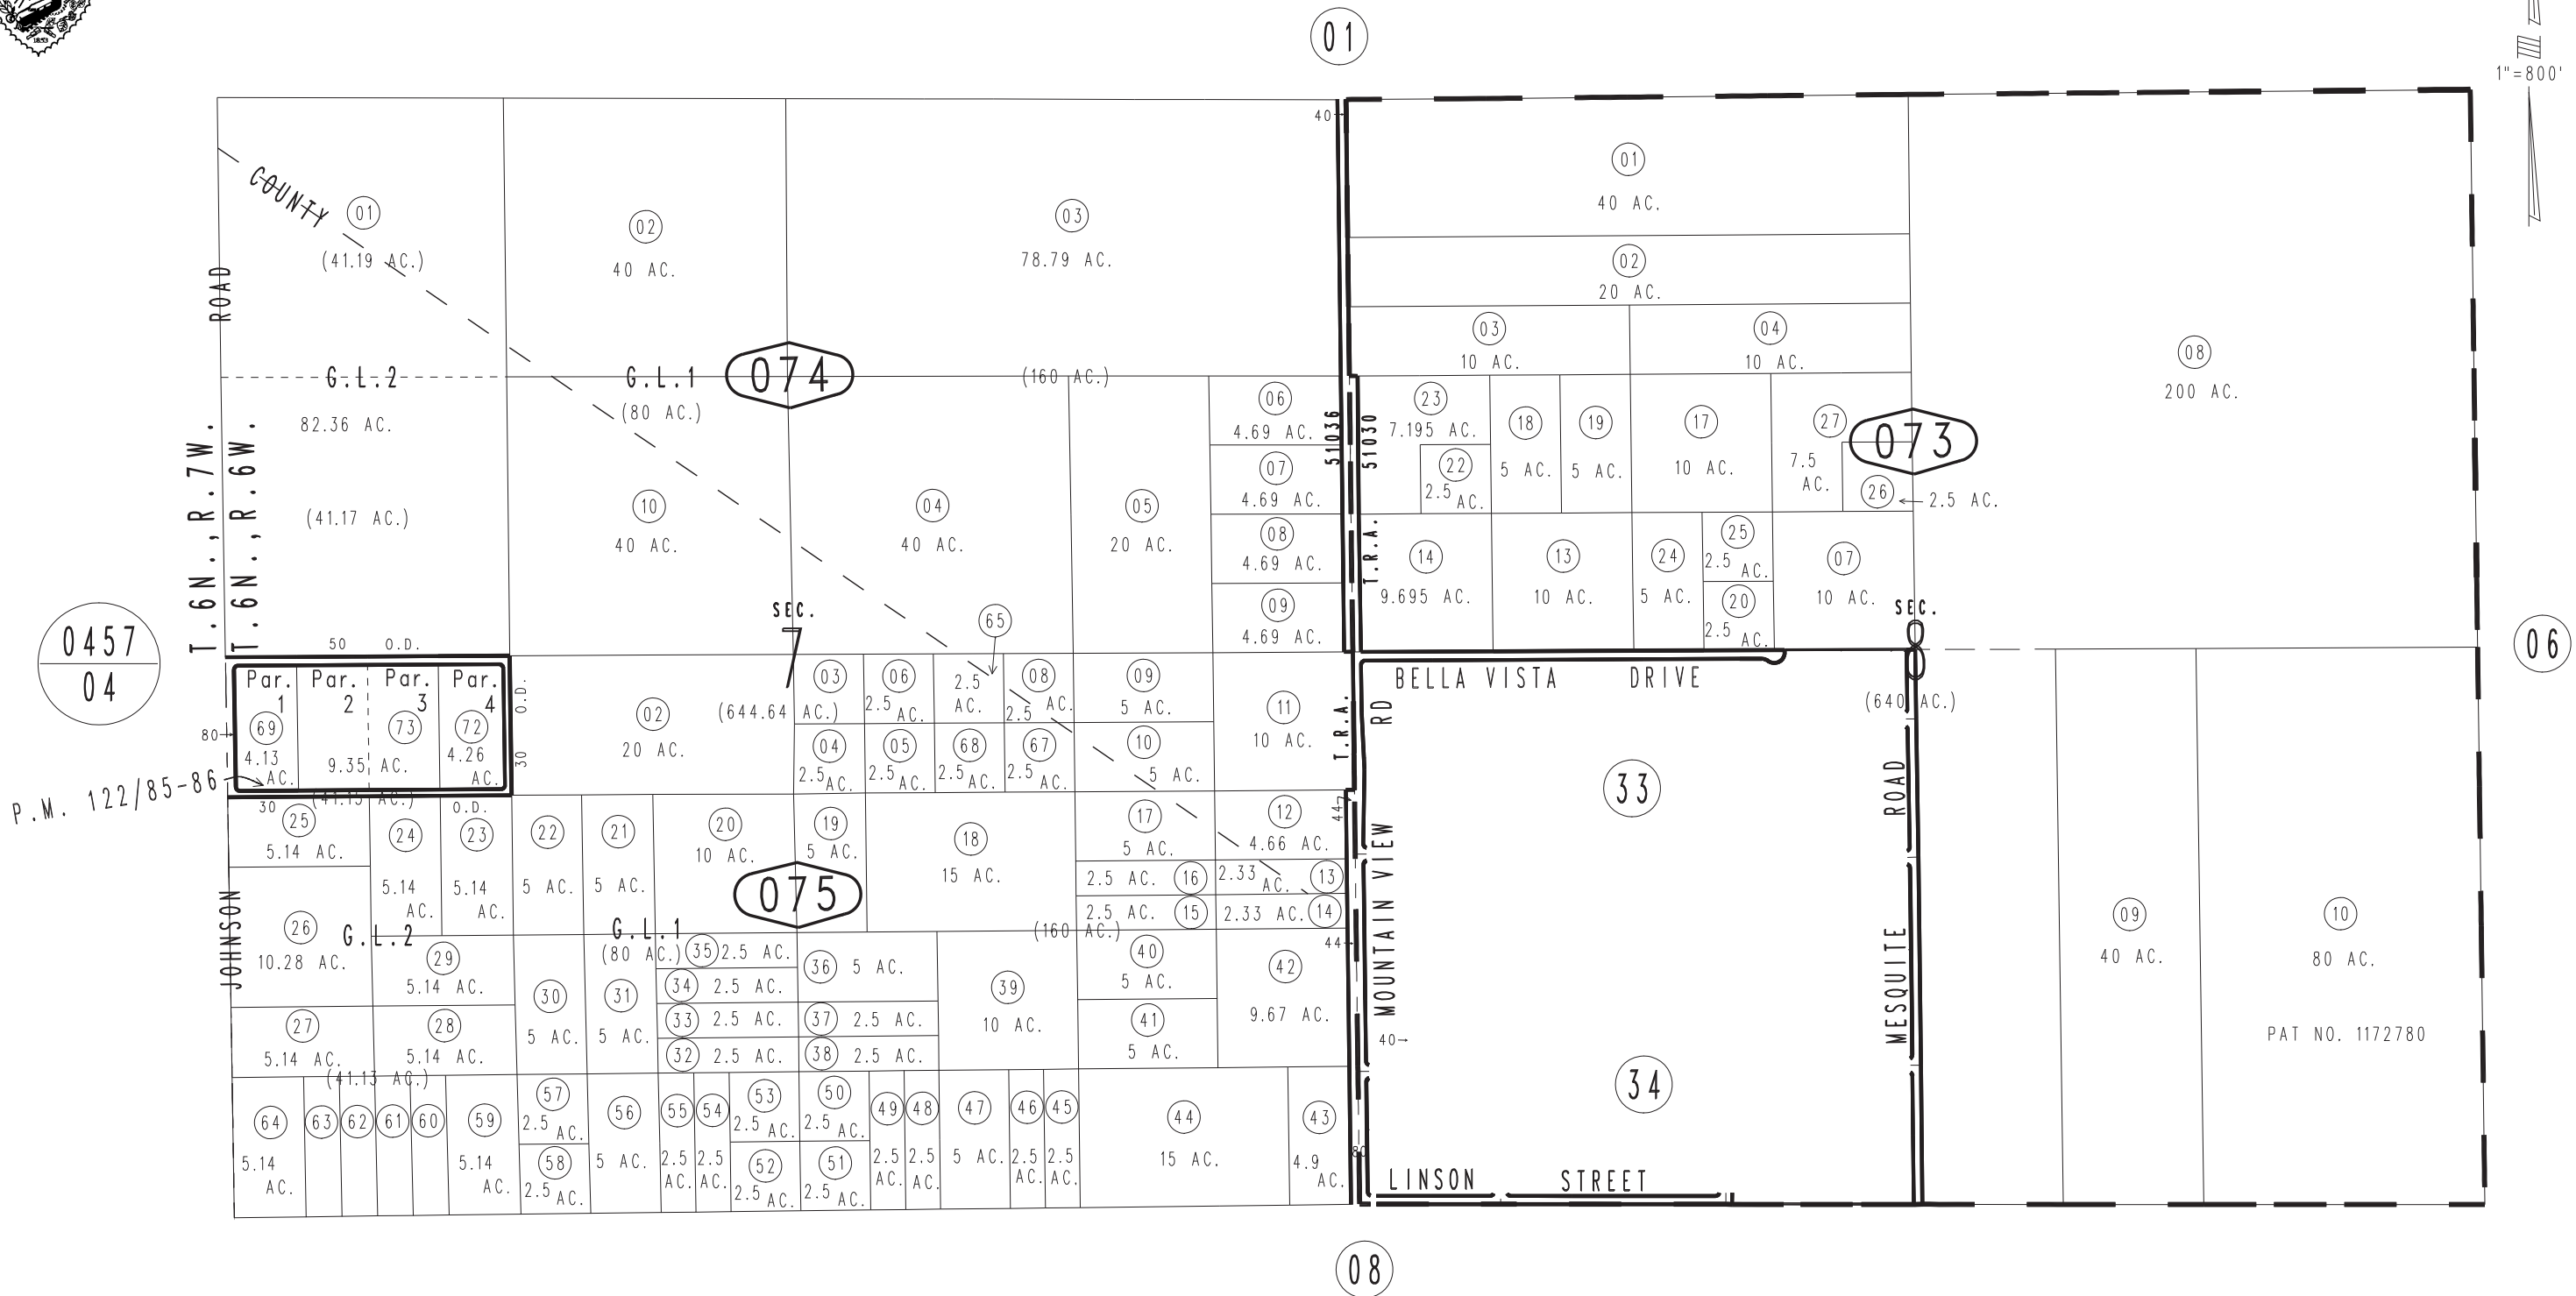 01
1"=800'
40
COUNTY
01
(41.19 AC.)
02
40 AC.
03
78.79 AC.
01
40 AC.
02
20 AC.
03
10 AC.
04
10 AC.
08
200 AC.
ROAD
G.L.2
G.L.1
074
(160 AC.)
(80 AC.)
82.36 AC.
(41.17 AC.)
T.6N.,R.7W.
T.6N.,R.6W.
10
40 AC.
04
40 AC.
05
20 AC.
06
4.69 AC.
07
4.69 AC.
08
4.69 AC.
09
4.69 AC.
51036
51030
T.R.A.
23
7.195 AC.
22
2.5 AC.
18
5 AC.
19
5 AC.
17
10 AC.
27
7.5 AC.
073
26
2.5 AC.
14
9.695 AC.
13
10 AC.
24
5 AC.
25
2.5 AC.
20
2.5 AC.
07
10 AC.
SEC.
8
SEC.
7
65
0457
04
06
50 O.D.
Par. 1
69
4.13 AC.
Par. 2
Par. 3
73
9.35 AC.
Par. 4
72
4.26 AC.
O.D.
30
80
P.M. 122/85-86
30
(41.15 AC.)
O.D.
02
20 AC.
(644.64 AC.)
03
06
2.5 AC.
2.5 AC.
08
2.5 AC.
09
5 AC.
11
10 AC.
04
2.5 AC.
05
2.5 AC.
68
2.5 AC.
67
2.5 AC.
10
5 AC.
T.R.A.
BELLA VISTA DRIVE
RD
MOUNTAIN VIEW
(640 AC.)
33
ROAD
MESQUITE
34
40
44
44
80
LINSON STREET
09
40 AC.
10
80 AC.
PAT NO. 1172780
JOHNSON
25
5.14 AC.
24
5.14 AC.
23
5.14 AC.
22
5 AC.
21
5 AC.
20
10 AC.
19
5 AC.
18
15 AC.
17
5 AC.
12
4.66 AC.
2.5 AC. 16
2.33 AC. 13
2.5 AC. 15
2.33 AC. 14
075
26
10.28 AC.
G.L.2
G.L.1
(80 AC.)
(160 AC.)
29
5.14 AC.
27
5.14 AC.
28
5.14 AC.
(41.13 AC.)
30
5 AC.
31
5 AC.
35 2.5 AC.
34 2.5 AC.
33 2.5 AC.
32 2.5 AC.
36 5 AC.
37 2.5 AC.
38 2.5 AC.
39
10 AC.
40
5 AC.
41
5 AC.
42
9.67 AC.
64
5.14 AC.
63
62
61
60
59
5.14 AC.
57
2.5 AC.
58
2.5 AC.
56
5 AC.
55
2.5 AC.
54
2.5 AC.
53
2.5 AC.
52
2.5 AC.
50
2.5 AC.
51
2.5 AC.
49
2.5 AC.
48
2.5 AC.
47
5 AC.
46
2.5 AC.
45
2.5 AC.
44
15 AC.
43
4.9 AC.
08